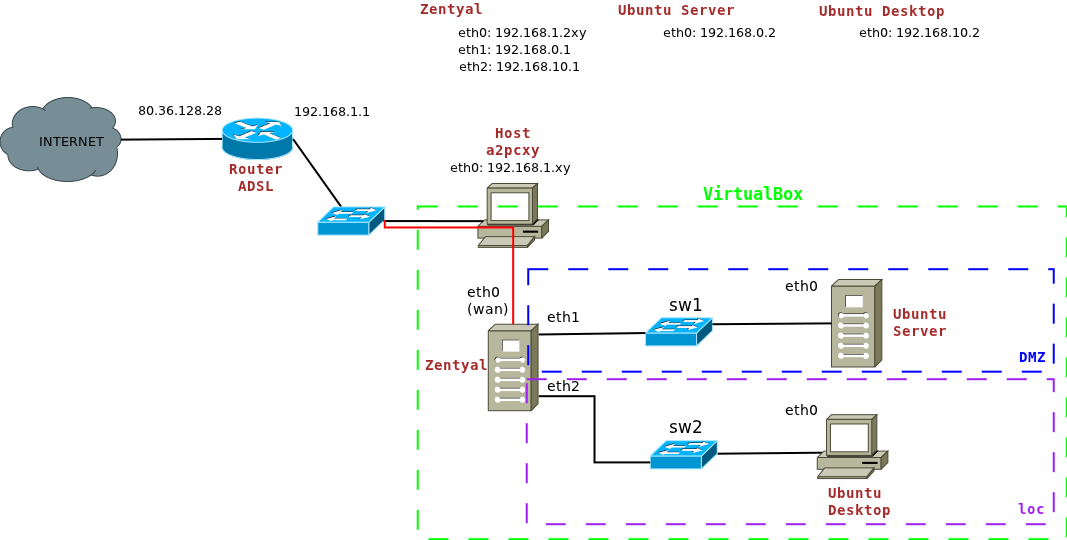 Zentyal
eth0: 192.168.1.2xy
eth1: 192.168.0.1
eth2: 192.168.10.1
Ubuntu Server
eth0: 192.168.0.2
Ubuntu Desktop
eth0: 192.168.10.2
INTERNET
80.36.128.28
192.168.1.1
Router
ADSL
Host
a2pcxy
eth0: 192.168.1.xy
VirtualBox
eth0
(wan)
eth1
sw1
eth0
Ubuntu
Server
DMZ
Zentyal
eth2
sw2
eth0
Ubuntu
Desktop
loc